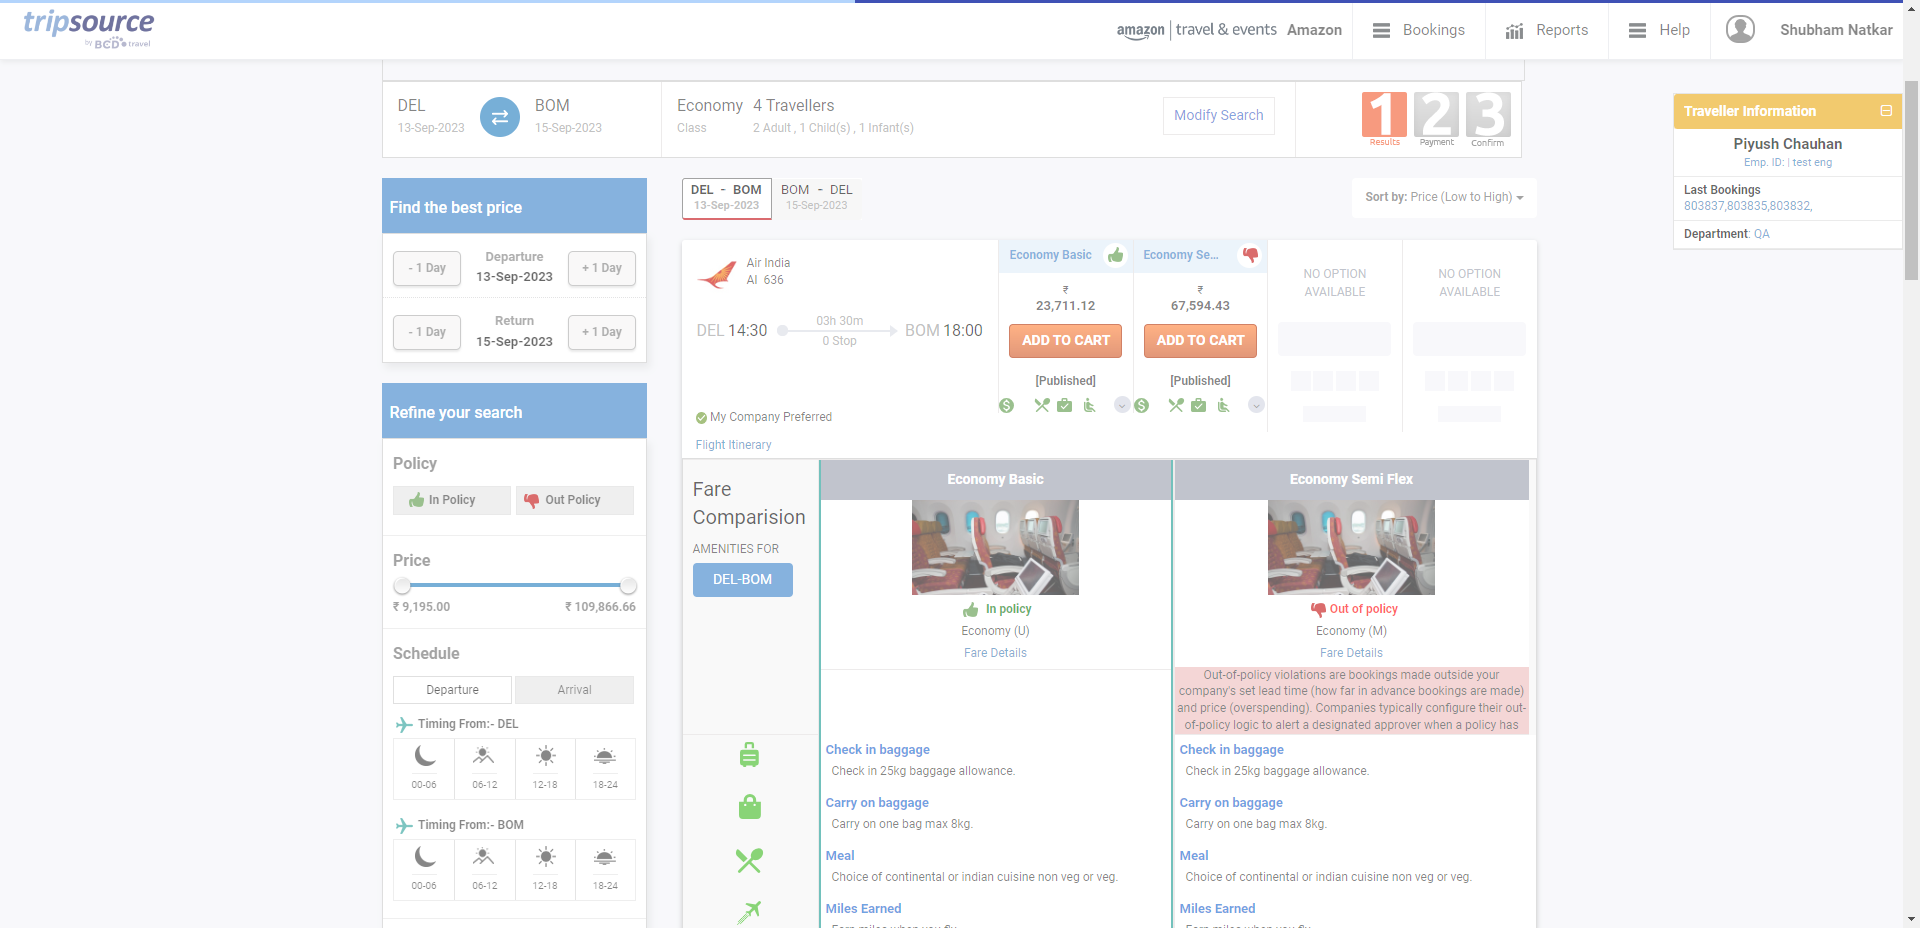 tripsource
by BCD travel
amazon | travel & events Amazon
Bookings
Reports
Help
Shubham Natkar
DEL
13-Sep-2023
BOM
15-Sep-2023
Economy
Class
4 Travellers
2 Adult , 1 Child(s) , 1 Infant(s)
Modify Search
1
Results
2
Payment
3
Confirm
Traveller Information
Piyush Chauhan
Emp. ID: | test eng
Last Bookings
803837,803835,803832,
Department: QA
Find the best price
- 1 Day
Departure
13-Sep-2023
+ 1 Day
- 1 Day
Return
15-Sep-2023
+ 1 Day
Refine your search
Policy
In Policy
Out Policy
Price
₹ 9,195.00
₹ 109,866.66
Schedule
Departure
Arrival
Timing From:- DEL
00-06
06-12
12-18
18-24
Timing From:- BOM
00-06
06-12
12-18
18-24
DEL - BOM
13-Sep-2023
BOM - DEL
15-Sep-2023
Sort by: Price (Low to High)
Air India
AI 636
DEL 14:30
03h 30m
0 Stop
BOM 18:00
My Company Preferred
Flight Itinerary
Economy Basic
₹
23,711.12
ADD TO CART
[Published]
Economy Se...
₹
67,594.43
ADD TO CART
[Published]
NO OPTION
AVAILABLE
NO OPTION
AVAILABLE
Fare
Comparision
AMENITIES FOR
DEL-BOM
Economy Basic
In policy
Economy (U)
Fare Details
Economy Semi Flex
Out of policy
Economy (M)
Fare Details
Out-of-policy violations are bookings made outside your
company's set lead time (how far in advance bookings are made)
and price (overspending). Companies typically configure their out-
of-policy logic to alert a designated approver when a policy has
Check in baggage
Check in 25kg baggage allowance.
Carry on baggage
Carry on one bag max 8kg.
Meal
Choice of continental or indian cuisine non veg or veg.
Miles Earned
Earn miles when you fly.
Check in baggage
Check in 25kg baggage allowance.
Carry on baggage
Carry on one bag max 8kg.
Meal
Choice of continental or indian cuisine non veg or veg.
Miles Earned
Earn miles when you fly.